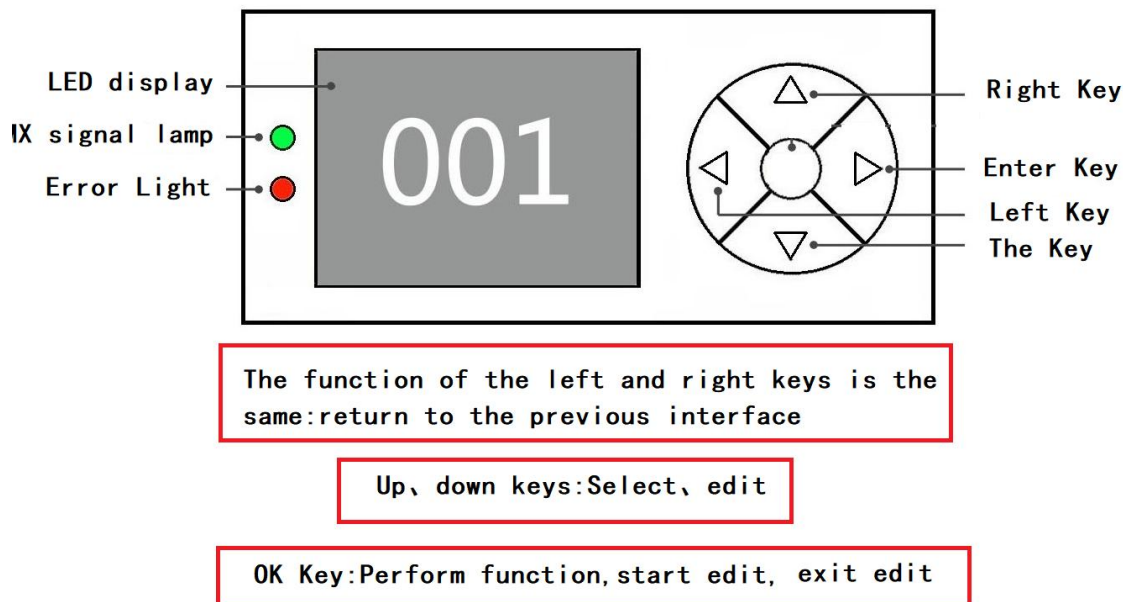 LED display
signal lamp
Error Light
001
Right Key
Enter Key
Left Key
The Key
The function of the left and right keys is the
same:return to the previous interface
Up、down keys:Select、edit
OK Key:Perform function,start edit, exit edit